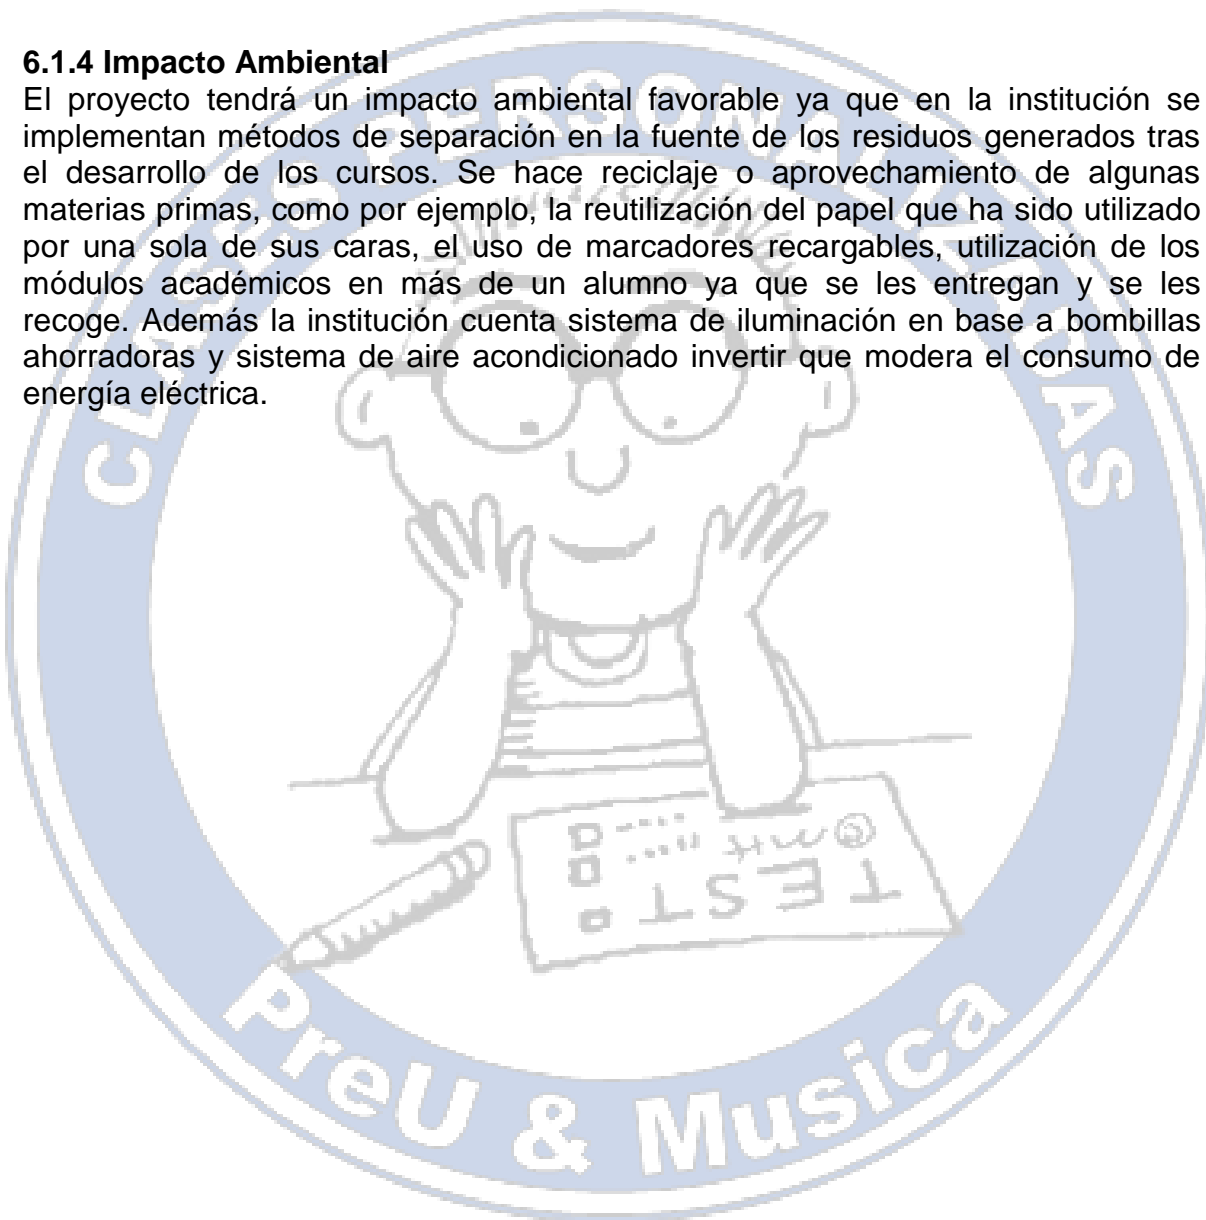 6.1.4 Impacto Ambiental
El proyecto tendrá un impacto ambiental favorable ya que en la institución se
implementan métodos de separación en la fuente de los residuos generados tras
el desarrollo de los cursos. Se hace reciclaje o aprovechamiento de algunas
materias primas, como por ejemplo, la reutilización del papel que ha sido utilizado
por una sola de sus caras, el uso de marcadores recargables, utilización de los
módulos académicos en más de un alumno ya que se les entregan y se les
recoge. Además la institución cuenta sistema de iluminación en base a bombillas
ahorradoras y sistema de aire acondicionado invertir que modera el consumo de
energía eléctrica.
CLASES PERSONALIZADAS
TEST
PreU & Musica